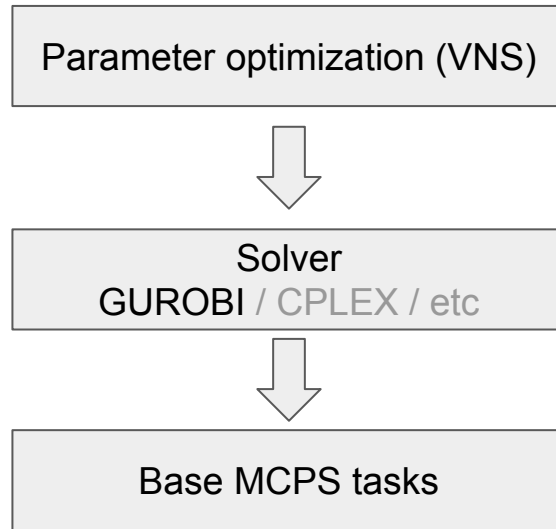 Parameter optimization (VNS)
Solver
GUROBI / CPLEX / etc
Base MCPS tasks